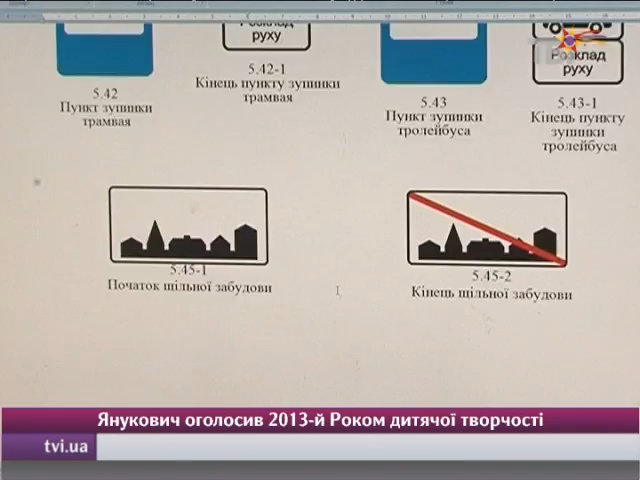 Розклад
руху
5.42
Пункт зупинки
трамвая
5.42-1
Кінець пункту зупинки
трамвая
5.43
Пункт зупинки
тролейбуса
Розклад
руху
5.43-1
Кінець пункту
зупинки
тролейбуса
5.45-1
Початок щільної забудови
5.45-2
Кінець щільної забудови
Янукович оголосив 2013-й Роком дитячої творчості
tvi.ua